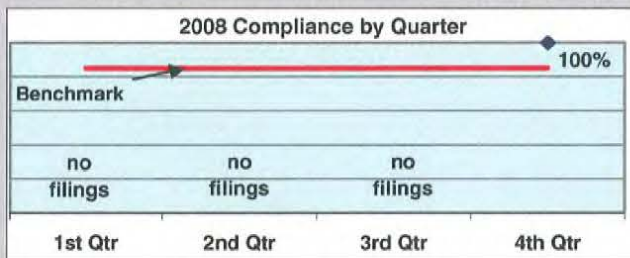 2008 Compliance by Quarter
100%
Benchmark
no no no
filings filings filings
1st Qtr 2nd Qtr 3rd Qtr 4th Qtr